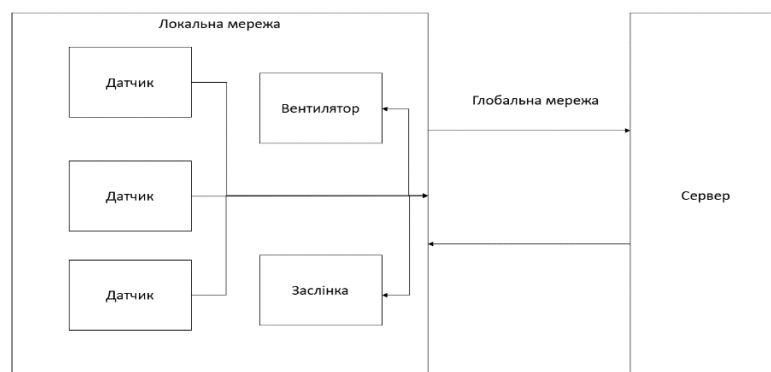 Локальна мережа
Датчик
Вентилятор
Датчик
Датчик
Заслінка
Глобальна мережа
Сервер